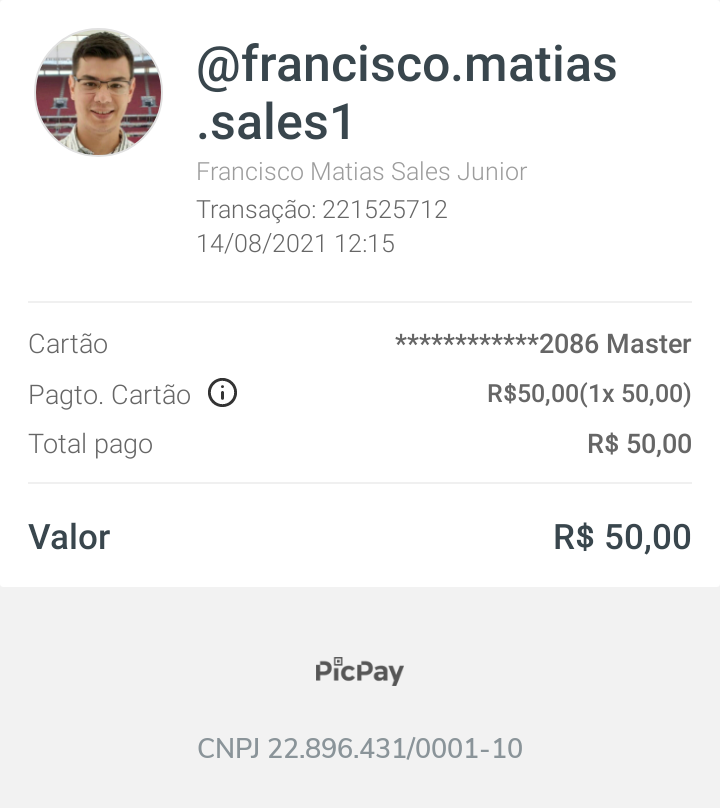 @francisco.matias
.sales1
Francisco Matias Sales Junior
Transação: 221525712
14/08/2021 12:15
Cartão ************2086 Master
Pagto. Cartão R$50,00(1x 50,00)
Total pago R$ 50,00
Valor R$ 50,00
PicPay
CNPJ 22.896.431/0001-10